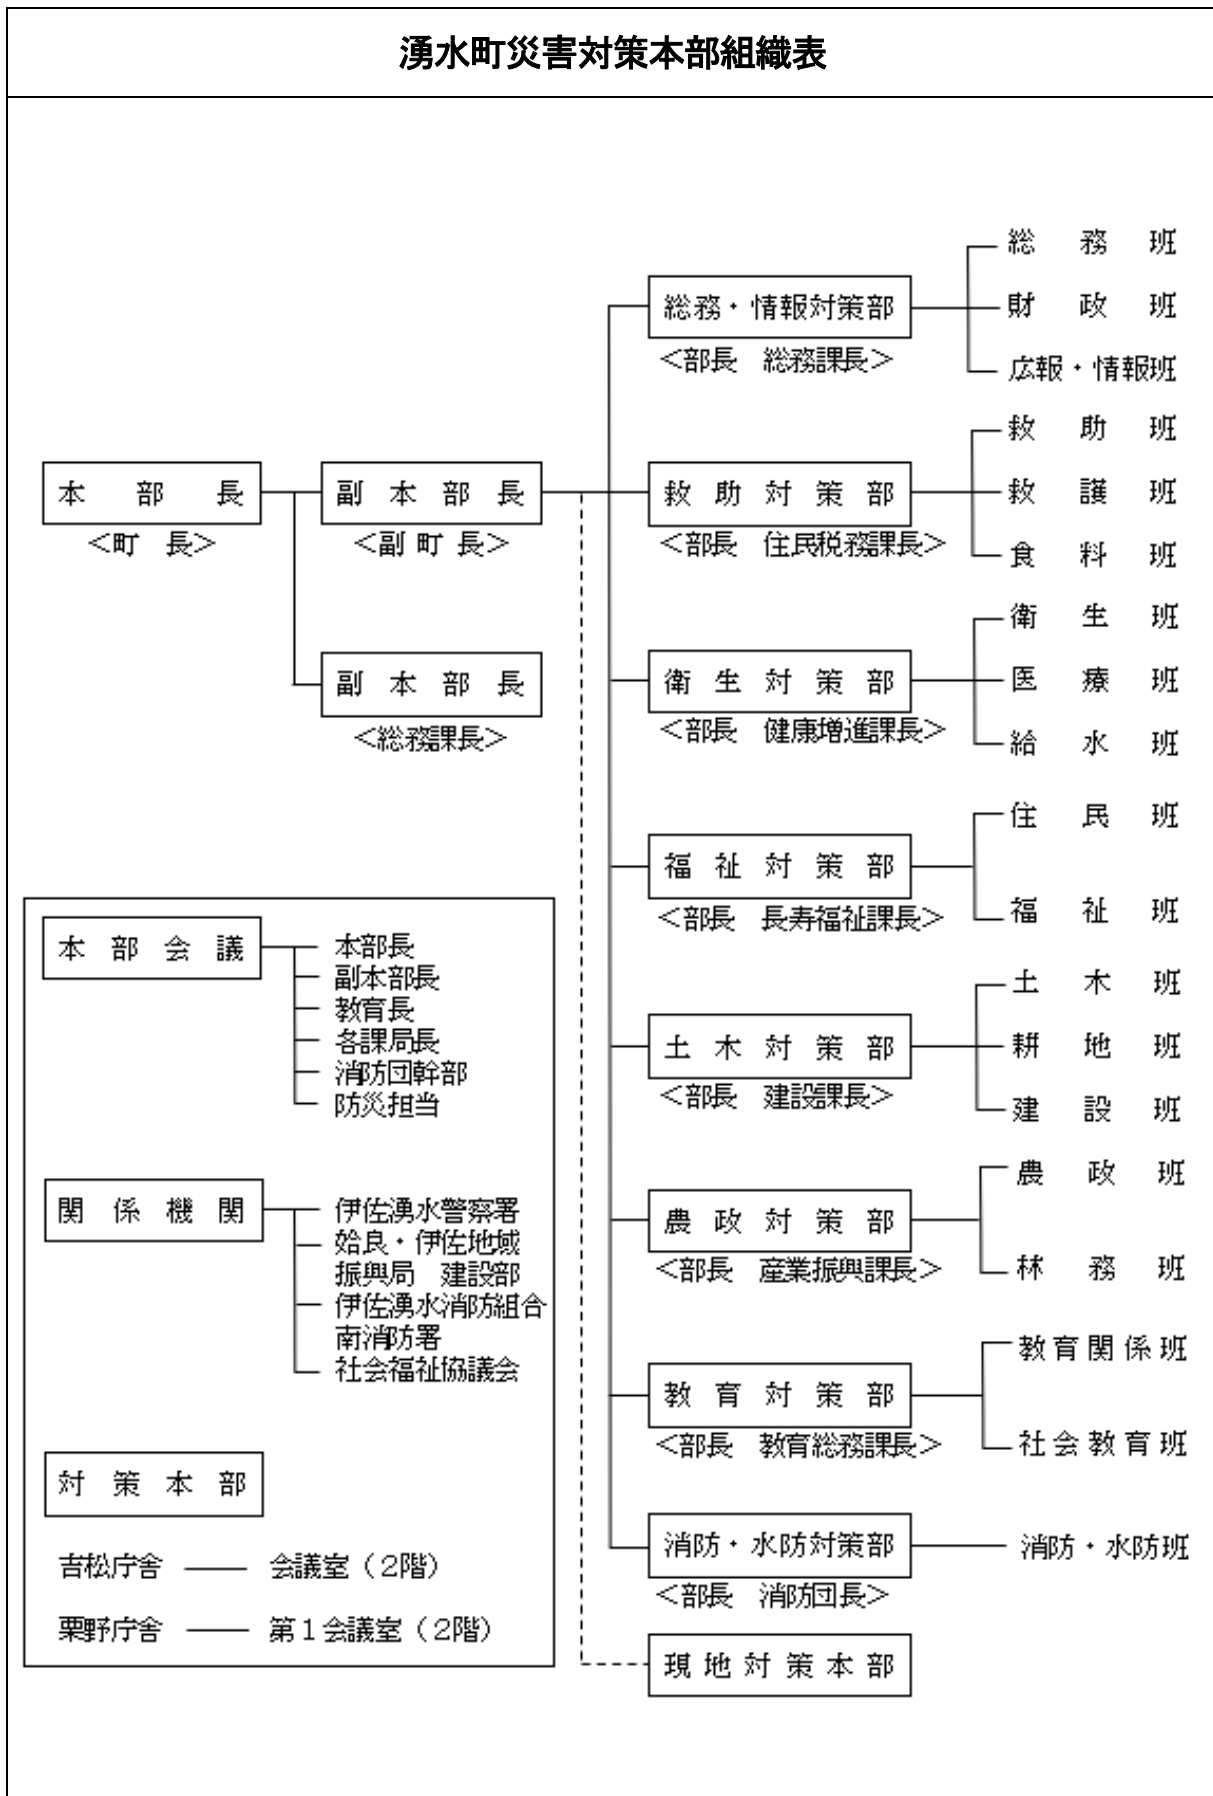 湧水町災害対策本部組織表
本部長
<町 長>
副本部長
<副町長>
副本部長
<総務課長>
総務・情報対策部
<部長 総務課長>
総務班
財政班
広報・情報班
救助対策部
<部長 住民税務課長>
救助班
救護班
食料班
衛生対策部
<部長 健康増進課長>
衛生班
医療班
給水班
福祉対策部
<部長 長寿福祉課長>
住民班
福祉班
土木対策部
<部長 建設課長>
土木班
耕地班
建設班
農政対策部
<部長 産業振興課長>
農政班
林務班
教育対策部
<部長 教育総務課長>
教育関係班
社会教育班
消防・水防対策部
<部長 消防団長>
消防・水防班
現地対策本部
本部会議
本部長
副本部長
教育長
各課局長
消防団幹部
防災担当
関係機関
伊佐湧水警察署
姶良・伊佐地域
振興局 建設部
伊佐湧水消防組合
南消防署
社会福祉協議会
対策本部
吉松庁舎 ―― 会議室(2階)
栗野庁舎 ―― 第1会議室(2階)